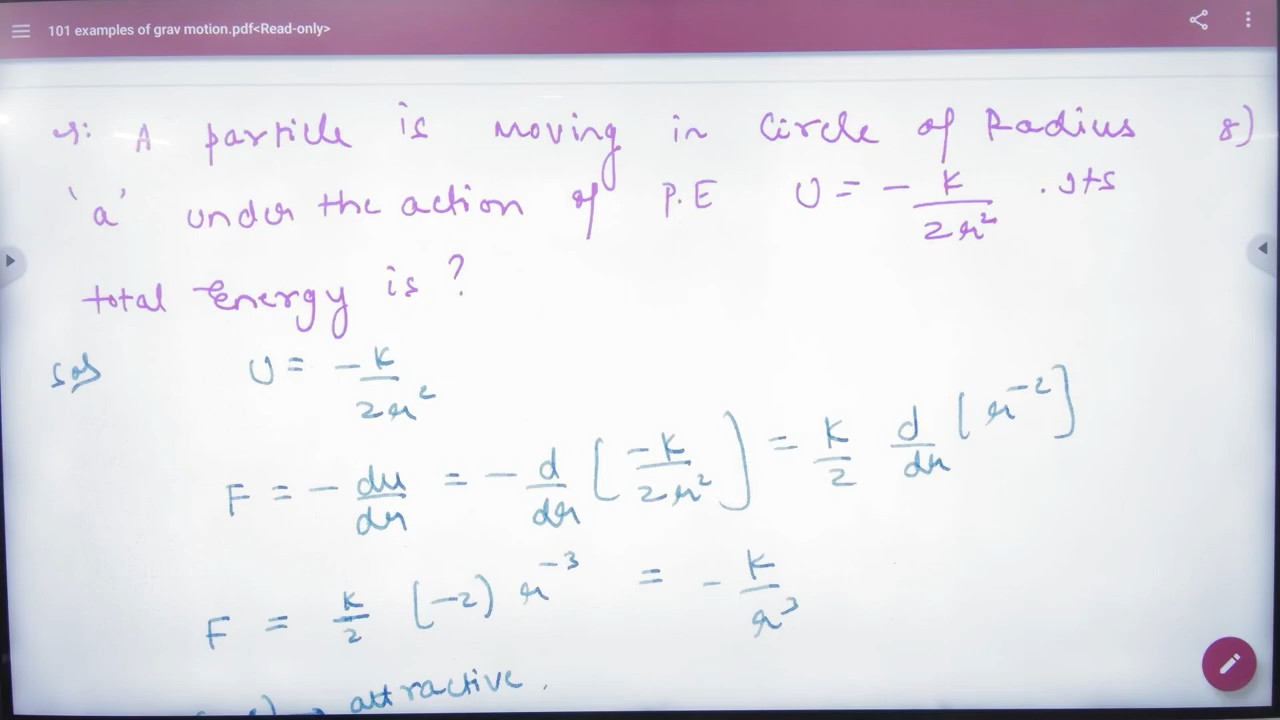 101 examples of grav motion.pdf<Read-only>
A particle is moving in Circle of Radius 8)
'a' under the action of P.E U = - K/2r² . Its
total Energy is ?
Sol U = -K/2r²
F = - du/dr = - d/dr [-K/2r²] = K/2 d/dr [r⁻²]
F = K/2 (-2) r⁻³ = - K/r³
attractive.